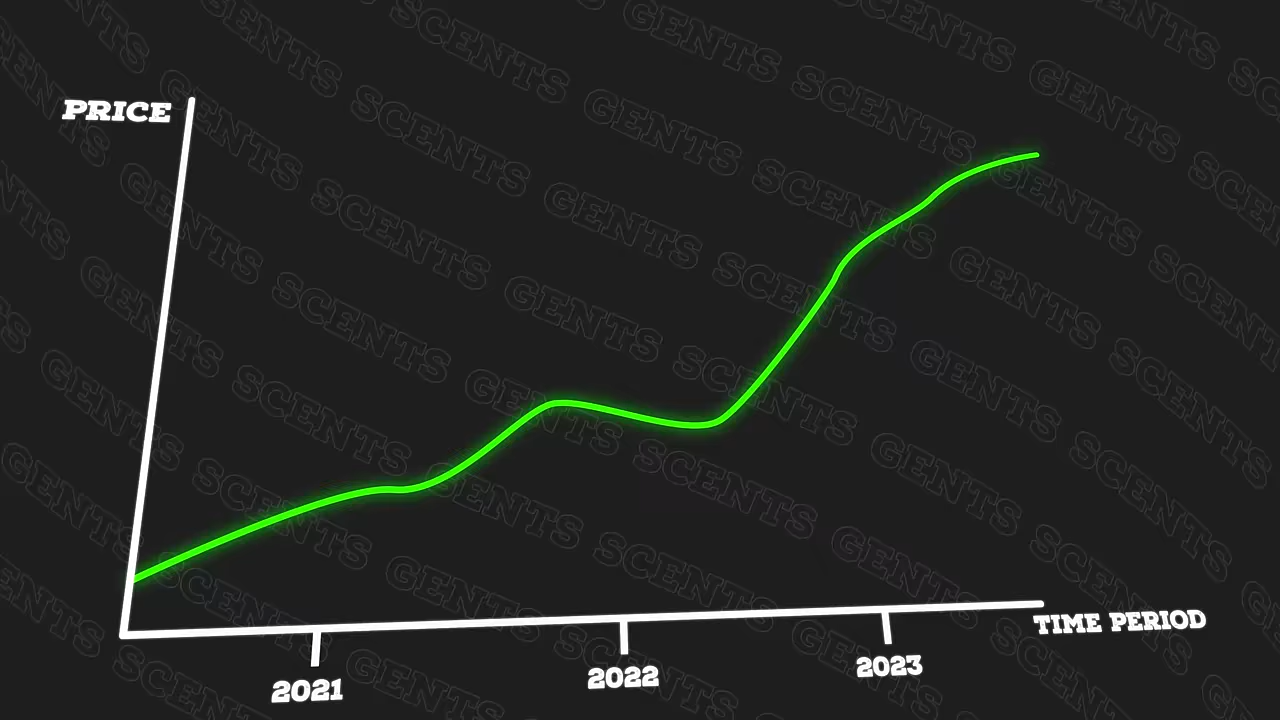 PRICE
TIME PERIOD
2021
2022
2023
GENTS SCENTS